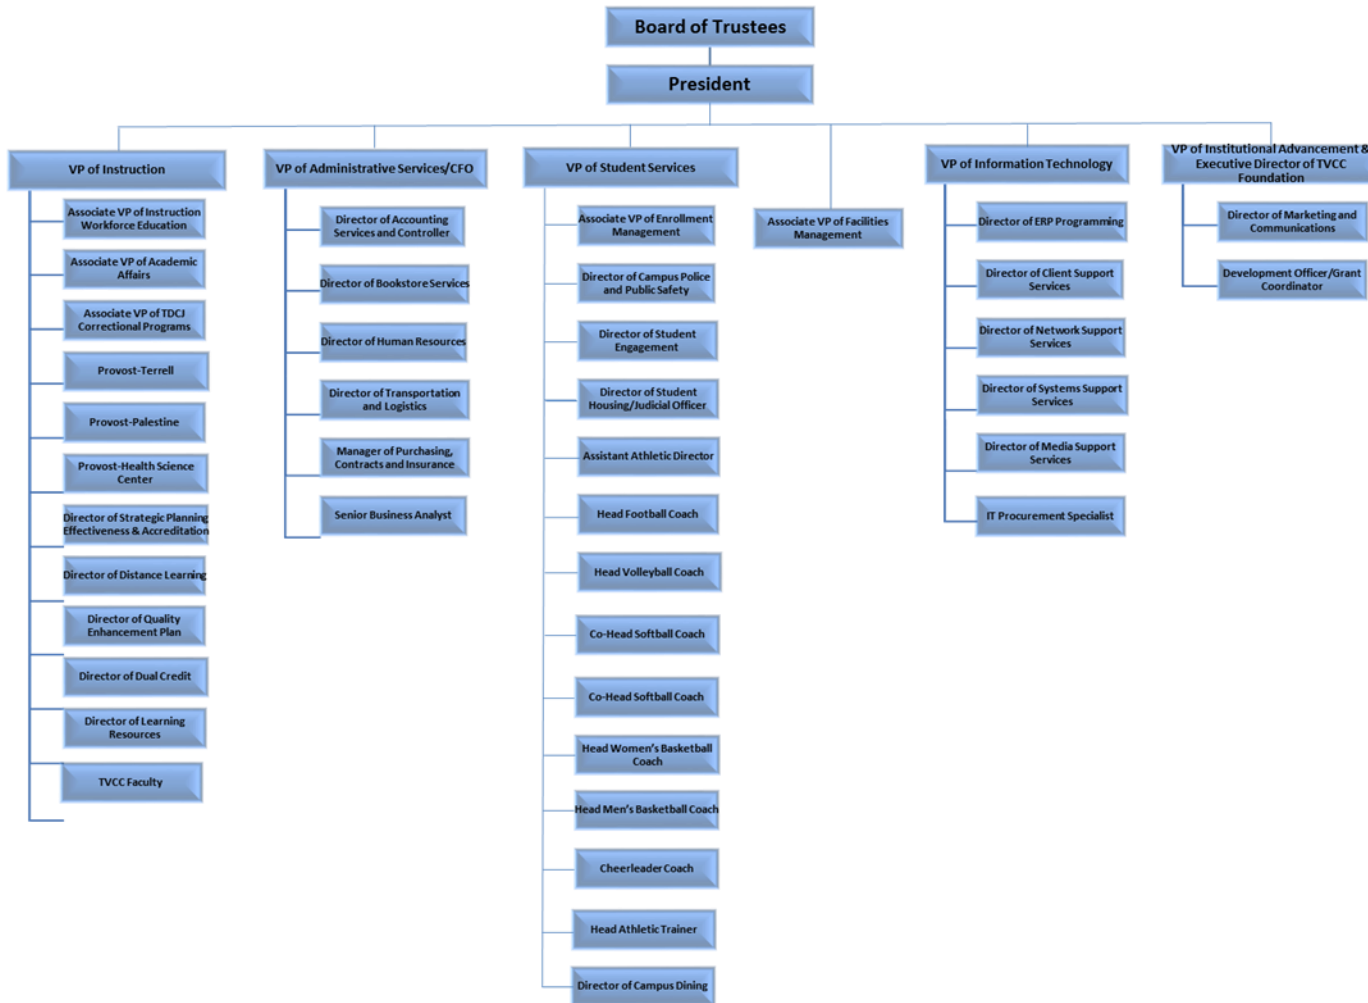 Board of Trustees
President
VP of Instruction
Associate VP of Instruction
Workforce Education
Associate VP of Academic
Affairs
Associate VP of TDCJ
Correctional Programs
Provost-Terrell
Provost-Palestine
Provost-Health Science
Center
Director of Strategic Planning
Effectiveness & Accreditation
Director of Distance Learning
Director of Quality
Enhancement Plan
Director of Dual Credit
Director of Learning
Resources
TVCC Faculty
VP of Administrative Services/CFO
Director of Accounting
Services and Controller
Director of Bookstore Services
Director of Human Resources
Director of Transportation
and Logistics
Manager of Purchasing,
Contracts and Insurance
Senior Business Analyst
VP of Student Services
Associate VP of Enrollment
Management
Director of Campus Police
and Public Safety
Director of Student
Engagement
Director of Student
Housing/Judicial Officer
Assistant Athletic Director
Head Football Coach
Head Volleyball Coach
Co-Head Softball Coach
Co-Head Softball Coach
Head Women's Basketball
Coach
Head Men's Basketball Coach
Cheerleader Coach
Head Athletic Trainer
Director of Campus Dining
Associate VP of Facilities
Management
VP of Information Technology
Director of ERP Programming
Director of Client Support
Services
Director of Network Support
Services
Director of Systems Support
Services
Director of Media Support
Services
IT Procurement Specialist
VP of Institutional Advancement &
Executive Director of TVCC
Foundation
Director of Marketing and
Communications
Development Officer/Grant
Coordinator